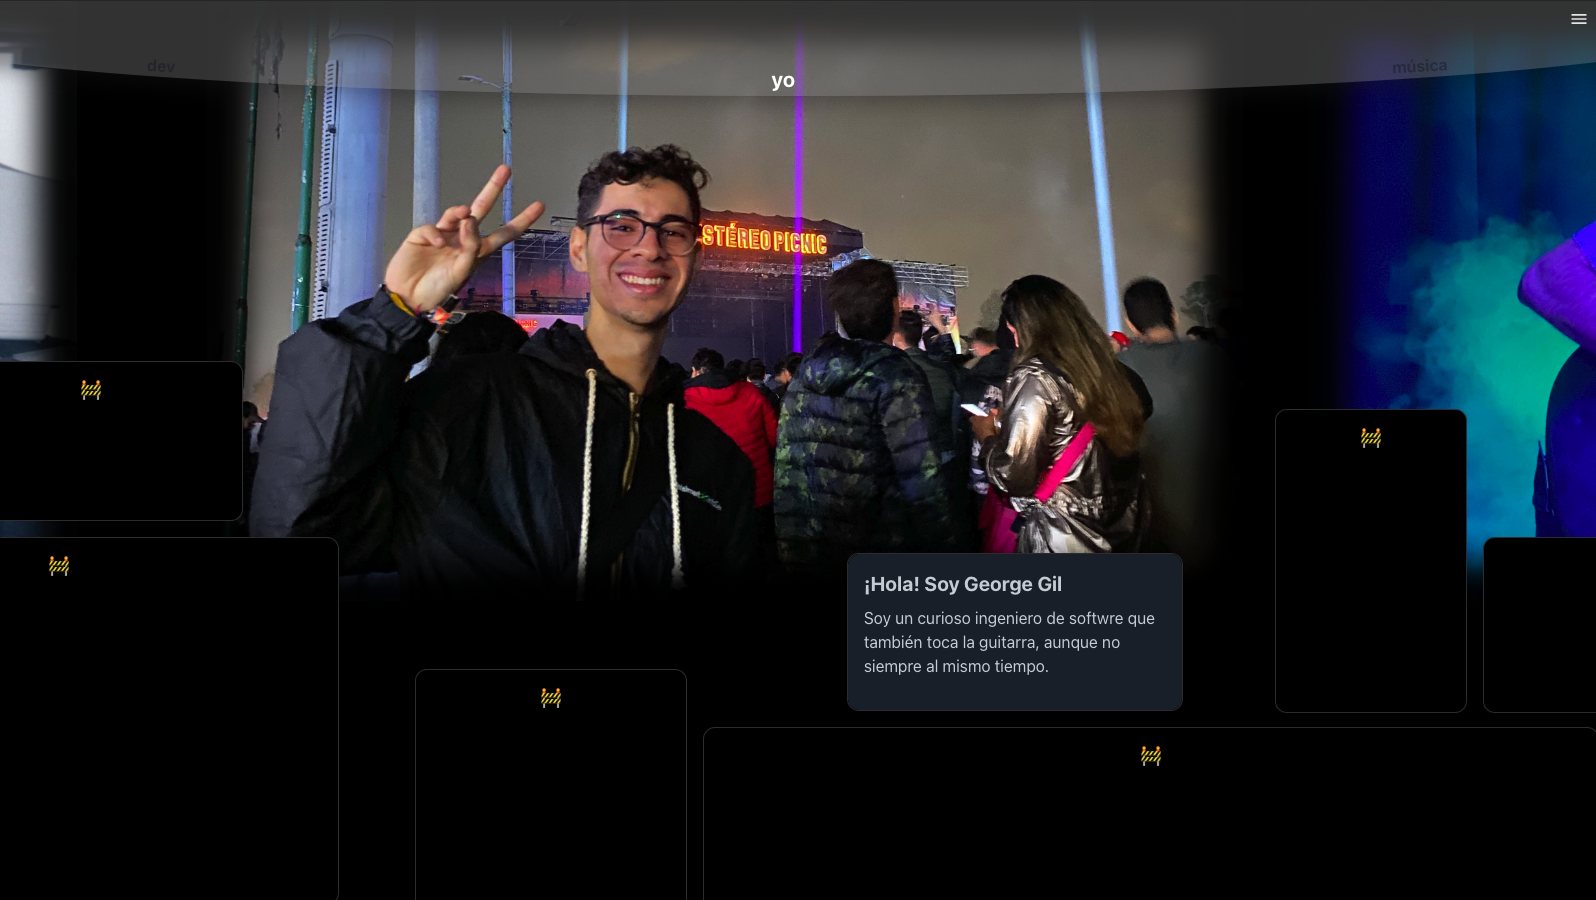 dev
yo
música
STÉREO PICNIC
¡Hola! Soy George Gil
Soy un curioso ingeniero de softwre que
también toca la guitarra, aunque no
siempre al mismo tiempo.